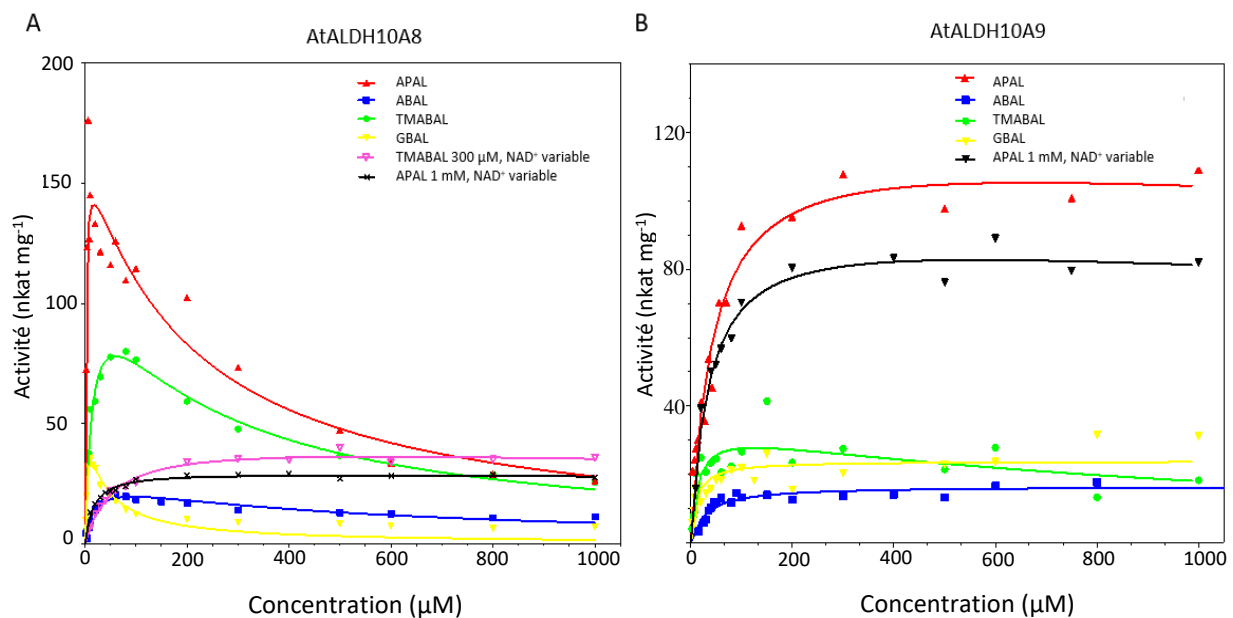 A
AtALDH10A8
200
150
100
50
0
0
200
400
600
800
1000
Activité (nkat mg⁻¹)
Concentration (µM)
APAL
ABAL
TMABAL
GBAL
TMABAL 300 µM, NAD⁺ variable
APAL 1 mM, NAD⁺ variable
B
AtALDH10A9
120
80
40
0
0
200
400
600
800
1000
Activité (nkat mg⁻¹)
Concentration (µM)
APAL
ABAL
TMABAL
GBAL
APAL 1 mM, NAD⁺ variable